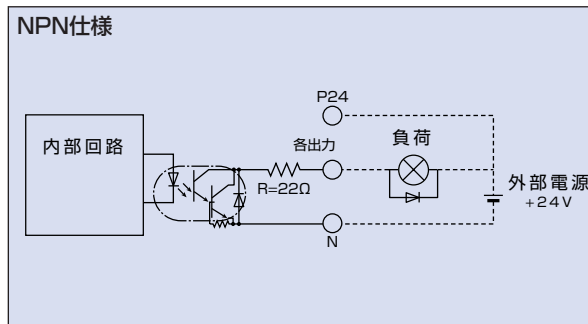 NPN仕様
P24
内部回路
各出力
負荷
R=22Ω
外部電源
+24V
N